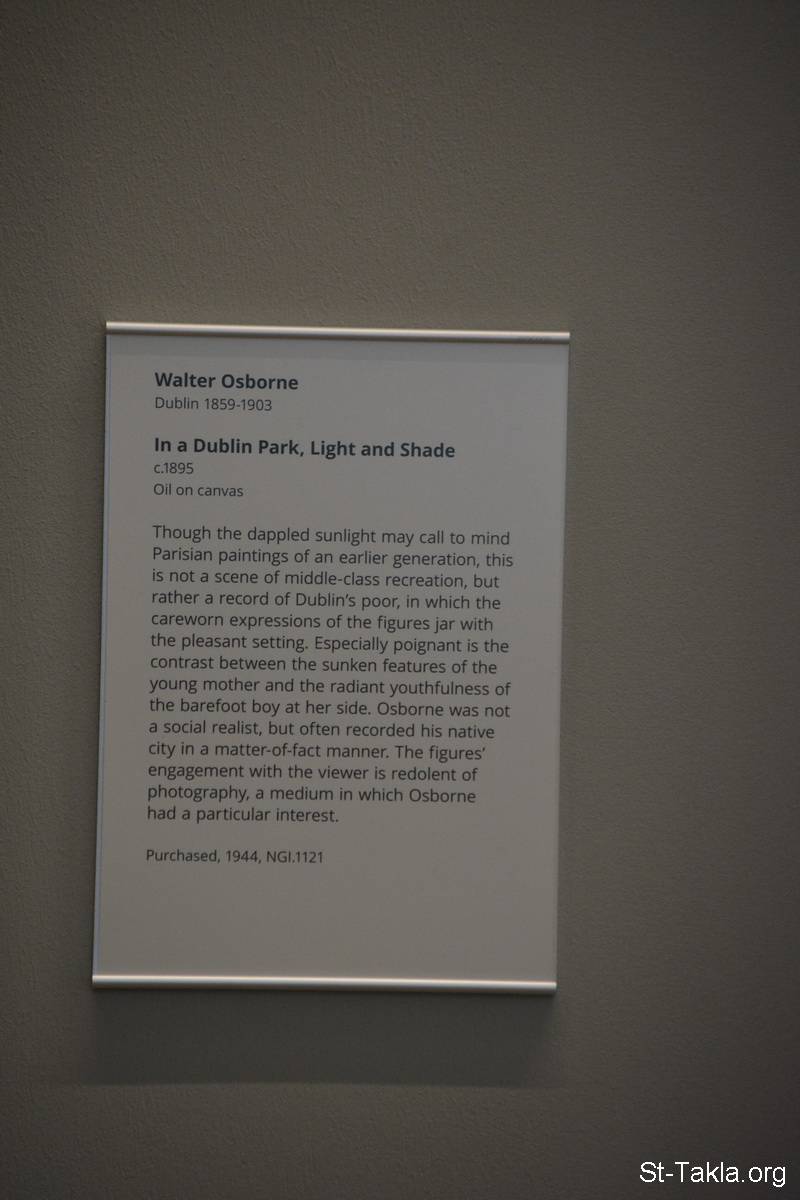 Walter Osborne
Dublin 1859-1903
In a Dublin Park, Light and Shade
c.1895
Oil on canvas
Though the dappled sunlight may call to mind
Parisian paintings of an earlier generation, this
is not a scene of middle-class recreation, but
rather a record of Dublin's poor, in which the
careworn expressions of the figures jar with
the pleasant setting. Especially poignant is the
contrast between the sunken features of the
young mother and the radiant youthfulness of
the barefoot boy at her side. Osborne was not
a social realist, but often recorded his native
city in a matter-of-fact manner. The figures'
engagement with the viewer is redolent of
photography, a medium in which Osborne
had a particular interest.
Purchased, 1944, NGI.1121
St-Takla.org